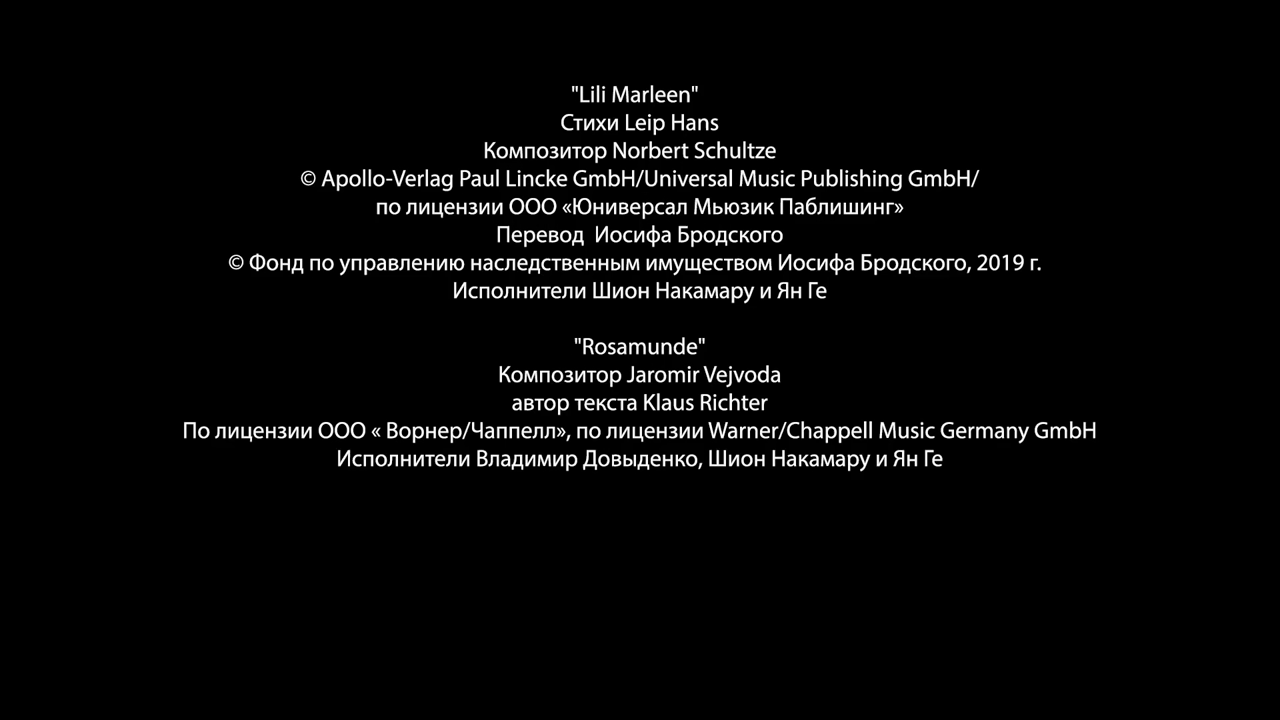 "Lili Marleen"
Стихи Leip Hans
Композитор Norbert Schultze
© Apollo-Verlag Paul Lincke GmbH/Universal Music Publishing GmbH/
по лицензии ООО «Юниверсал Мьюзик Паблишинг»
Перевод  Иосифа Бродского
© Фонд по управлению наследственным имуществом Иосифа Бродского, 2019 г.
Исполнители Шион Накамару и Ян Ге
"Rosamunde"
Композитор Jaromir Vejvoda
автор текста Klaus Richter
По лицензии ООО « Ворнер/Чаппелл», по лицензии Warner/Chappell Music Germany GmbH
Исполнители Владимир Довыденко, Шион Накамару и Ян Ге